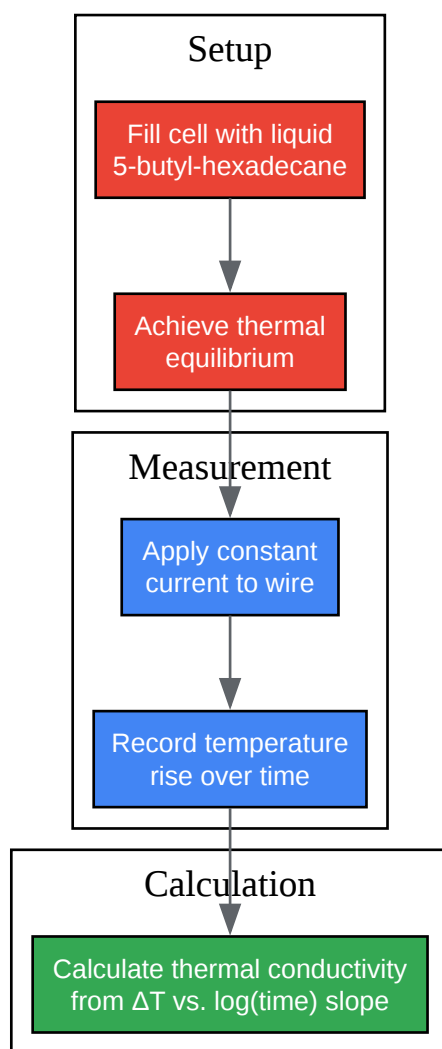 Setup
Fill cell with liquid
5-butyl-hexadecane
Achieve thermal
equilibrium
Measurement
Apply constant
current to wire
Record temperature
rise over time
Calculation
Calculate thermal conductivity
from ΔT vs. log(time) slope